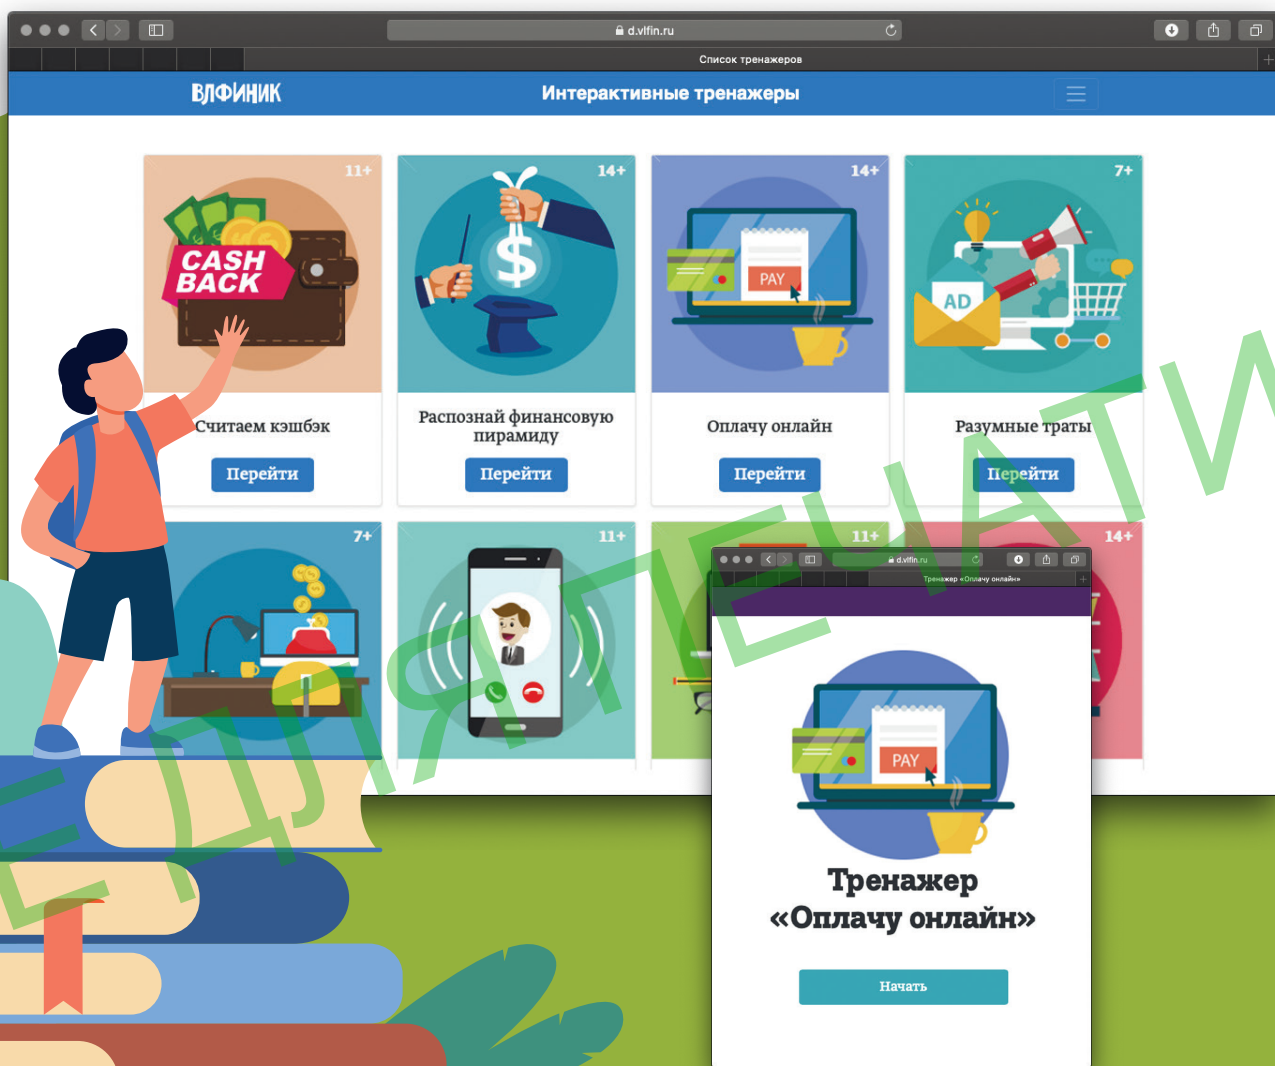 d.vlfin.ru
Список тренажеров
ВЛФИНИК
Интерактивные тренажеры
11+
14+
14+
7+
CASH
BACK
$
PAY
AD
Считаем кэшбэк
Распознай финансовую
пирамиду
Оплачу онлайн
Разумные траты
Перейти
Перейти
Перейти
Перейти
7+
11+
11+
14+
d.vlfin.ru
Тренажер «Оплачу онлайн»
PAY
Тренажер
«Оплачу онлайн»
Начать
Е ДЛЯ ПЕЧАТИ